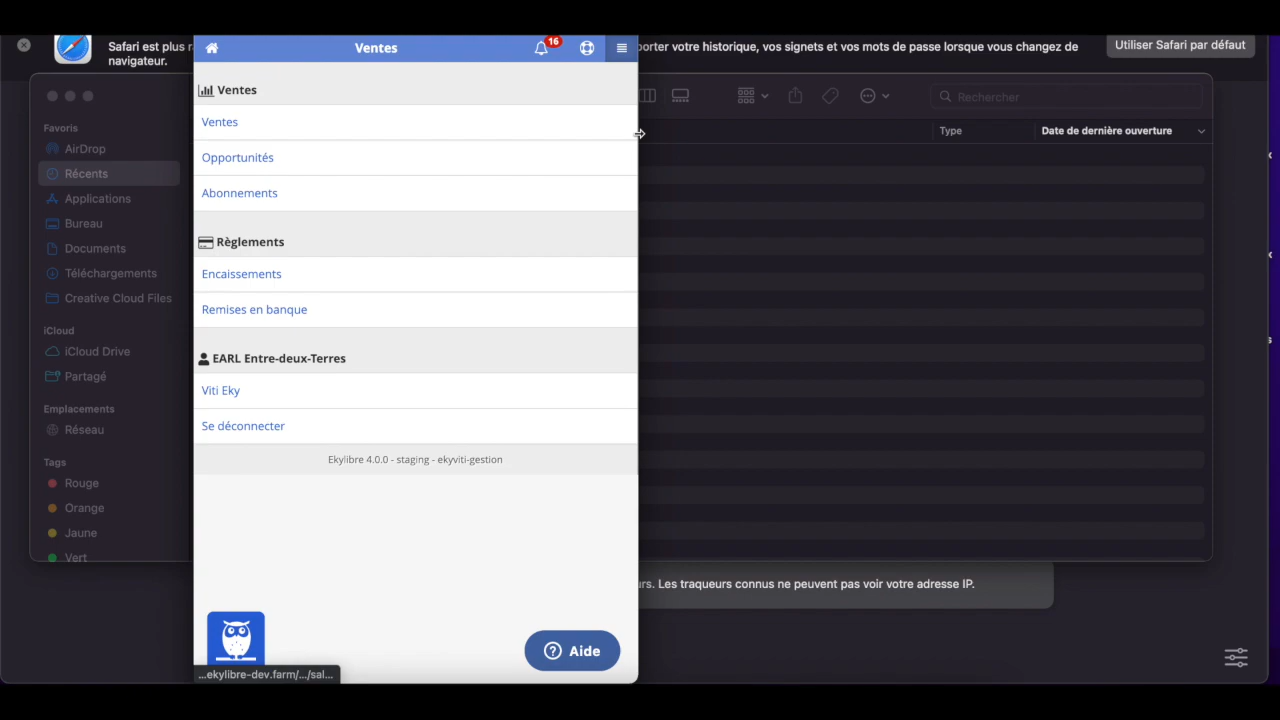 Safari est plus r
navigateur.
Ventes
16
orter votre historique, vos signets et vos mots de passe lorsque vous changez de
Utiliser Safari par défaut
Ventes
Ventes
Opportunités
Abonnements
Règlements
Encaissements
Remises en banque
EARL Entre-deux-Terres
Viti Eky
Se déconnecter
Ekylibre 4.0.0 - staging - ekyviti-gestion
Aide
...ekylibre-dev.farm/.../sal...
Favoris
AirDrop
Récents
Applications
Bureau
Documents
Téléchargements
Creative Cloud Files
iCloud
iCloud Drive
Partagé
Emplacements
Réseau
Tags
Rouge
Orange
Jaune
Vert
Rechercher
Type
Date de dernière ouverture
urs. Les traqueurs connus ne peuvent pas voir votre adresse IP.